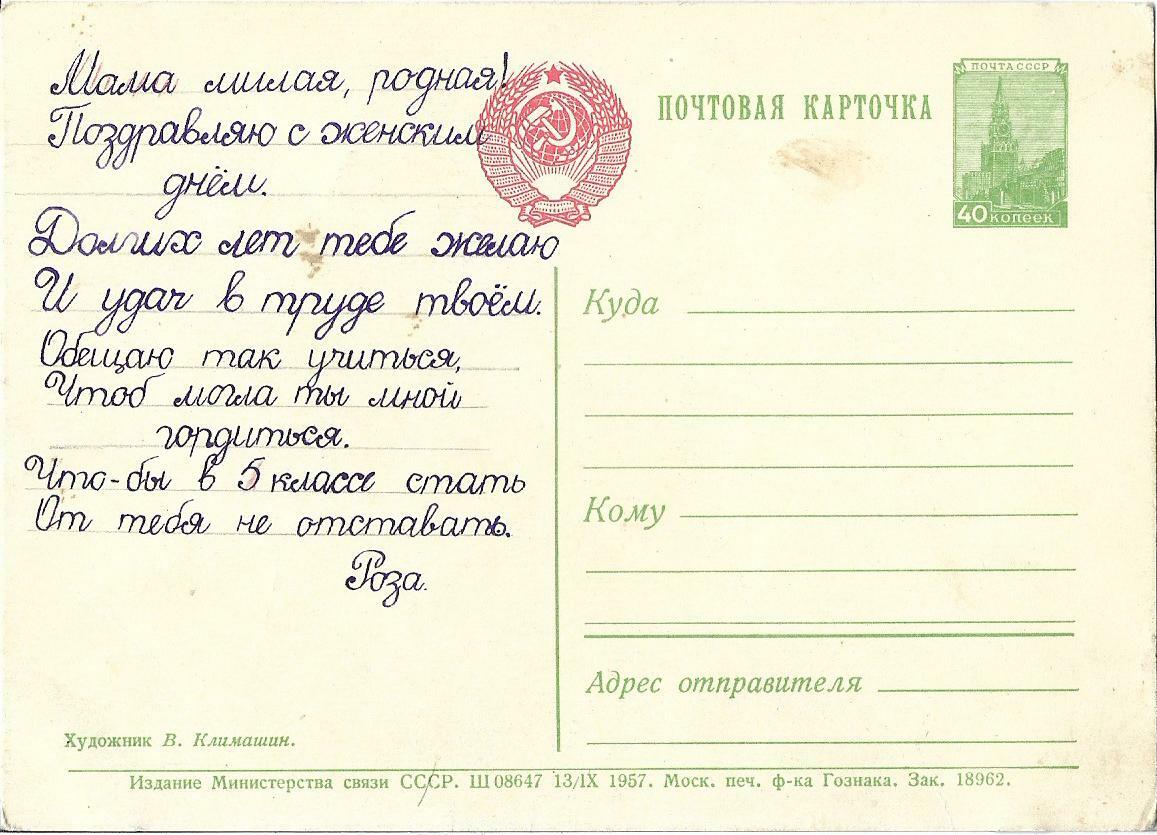 Мама милая, родная!
Поздравляю с женским
днём.
Долгих лет тебе желаю
И удач в труде твоём.
Обещаю так учиться,
Чтоб могла ты мной
гордиться.
Что-бы в 5 классе стать
От тебя не отставать.
Роза.
Художник В. Климашин.
ПОЧТОВАЯ КАРТОЧКА
ПОЧТА СССР
40 КОПЕЕК
Куда
Кому
Адрес отправителя
Издание Министерства связи СССР. Ш 08647 13/IX 1957. Моск. печ. ф-ка Гознака. Зак. 18962.